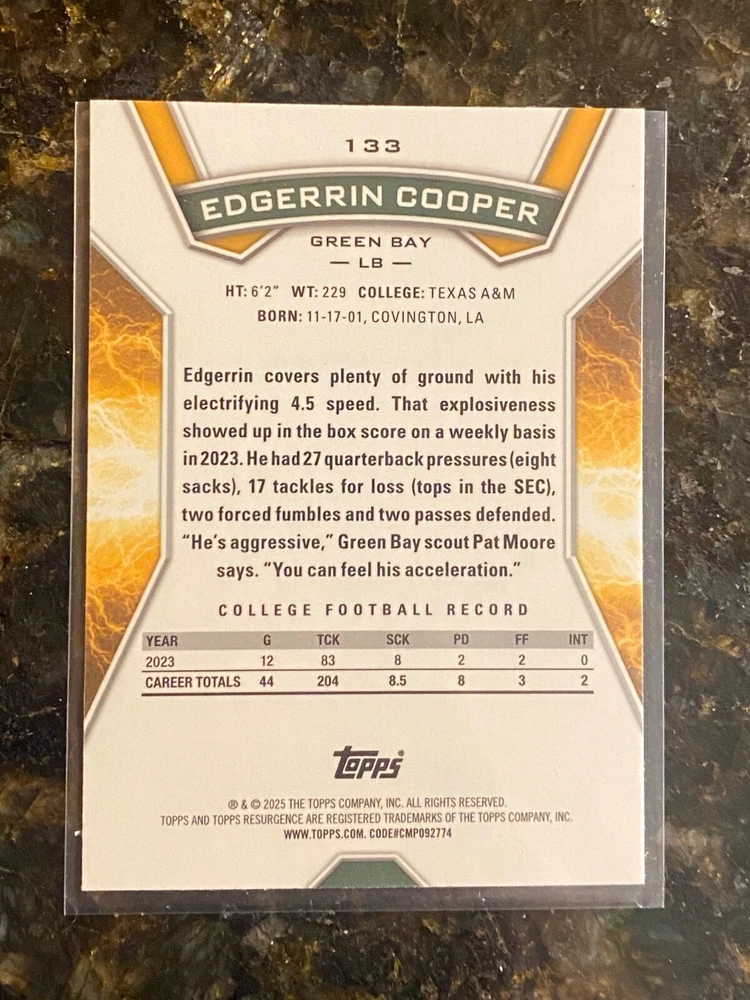 133
EDGERRIN COOPER
GREEN BAY
— LB —
HT: 6'2" WT: 229 COLLEGE: TEXAS A&M
BORN: 11-17-01, COVINGTON, LA
Edgerrin covers plenty of ground with his
electrifying 4.5 speed. That explosiveness
showed up in the box score on a weekly basis
in 2023. He had 27 quarterback pressures (eight
sacks), 17 tackles for loss (tops in the SEC),
two forced fumbles and two passes defended.
“He's aggressive,” Green Bay scout Pat Moore
says. “You can feel his acceleration.”
COLLEGE FOOTBALL RECORD
YEAR G TCK SCK PD FF INT
2023 12 83 8 2 2 0
CAREER TOTALS 44 204 8.5 8 3 2
Topps®
® & © 2025 THE TOPPS COMPANY, INC. ALL RIGHTS RESERVED.
TOPPS AND TOPPS RESURGENCE ARE REGISTERED TRADEMARKS OF THE TOPPS COMPANY, INC.
WWW.TOPPS.COM. CODE#CMP092774